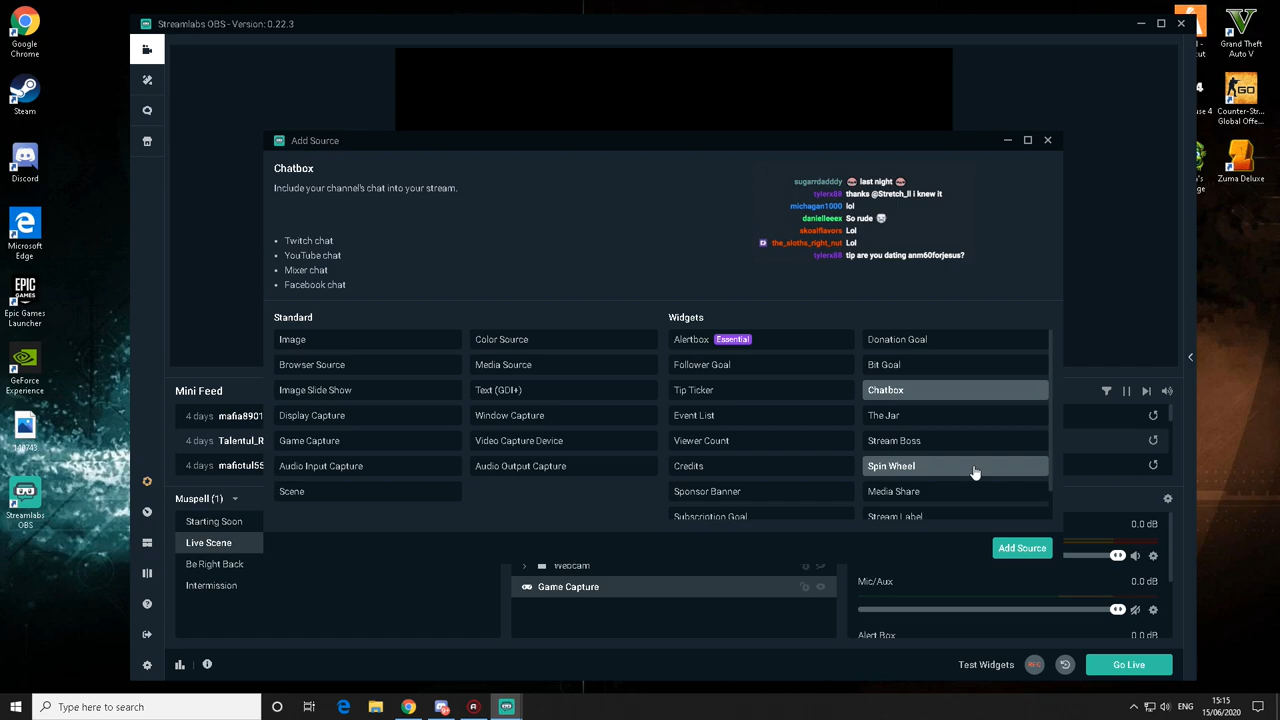 Google
Chrome
Steam
Discord
Microsoft
Edge
Epic Games
Launcher
GeForce
Experience
140743
Streamlabs
OBS
Streamlabs OBS - Version: 0.22.3
Grand Theft
Auto V
Counter-Str...
Global Offe...
Zuma Deluxe
Add Source
Chatbox
Include your channel's chat into your stream.
• Twitch chat
• YouTube chat
• Mixer chat
• Facebook chat
sugarrdadddy last night
tylerx88 thanks @Stretch_ll i knew it
michagan1000 lol
danielleeex So rude
skoalflavors Lol
the_sloths_right_nut Lol
tylerx88 tip are you dating anm60forjesus?
Standard
Widgets
Image
Color Source
Alertbox Essential
Donation Goal
Browser Source
Media Source
Follower Goal
Bit Goal
Image Slide Show
Text (GDI+)
Tip Ticker
Chatbox
Display Capture
Window Capture
Event List
The Jar
Game Capture
Video Capture Device
Viewer Count
Stream Boss
Audio Input Capture
Audio Output Capture
Credits
Spin Wheel
Scene
Sponsor Banner
Media Share
Subscription Goal
Stream Label
Add Source
Mini Feed
4 days mafia8901
4 days Talentul_R
4 days
Muspell (1)
Starting Soon
Live Scene
Be Right Back
Intermission
Webcam
Game Capture
0.0 dB
Mic/Aux 0.0 dB
Alert Box 0.0 dB
Test Widgets REC Go Live
Type here to search
ENG
15:15
15/06/2020